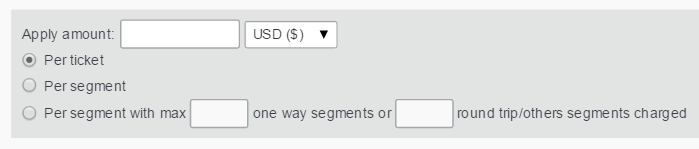 Apply amount: USD ($) ▼
Per ticket
Per segment
Per segment with max one way segments or round trip/others segments charged